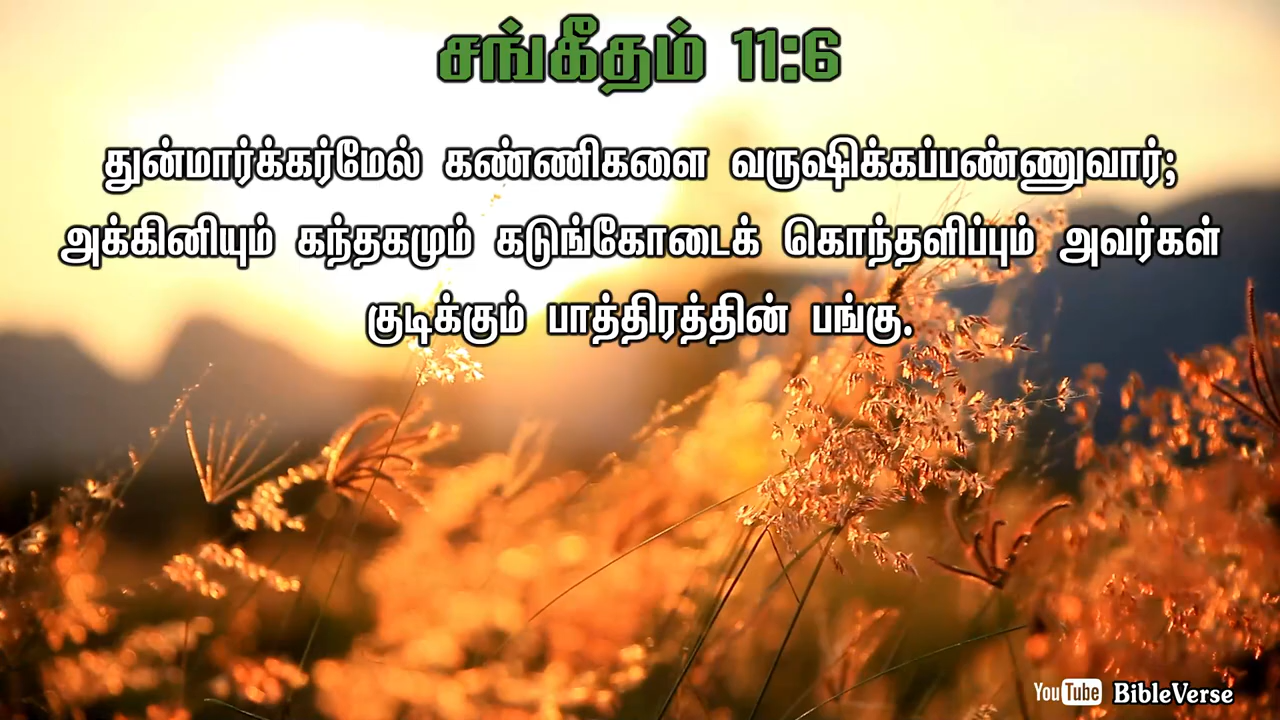 சங்கீதம் 11:6
துன்மார்க்கர்மேல் கண்ணிகளை வருஷிக்கப்பண்ணுவார்;
அக்கினியும் கந்தகமும் கடுங்கோடைக் கொந்தளிப்பும் அவர்கள்
குடிக்கும் பாத்திரத்தின் பங்கு.
YouTube BibleVerse